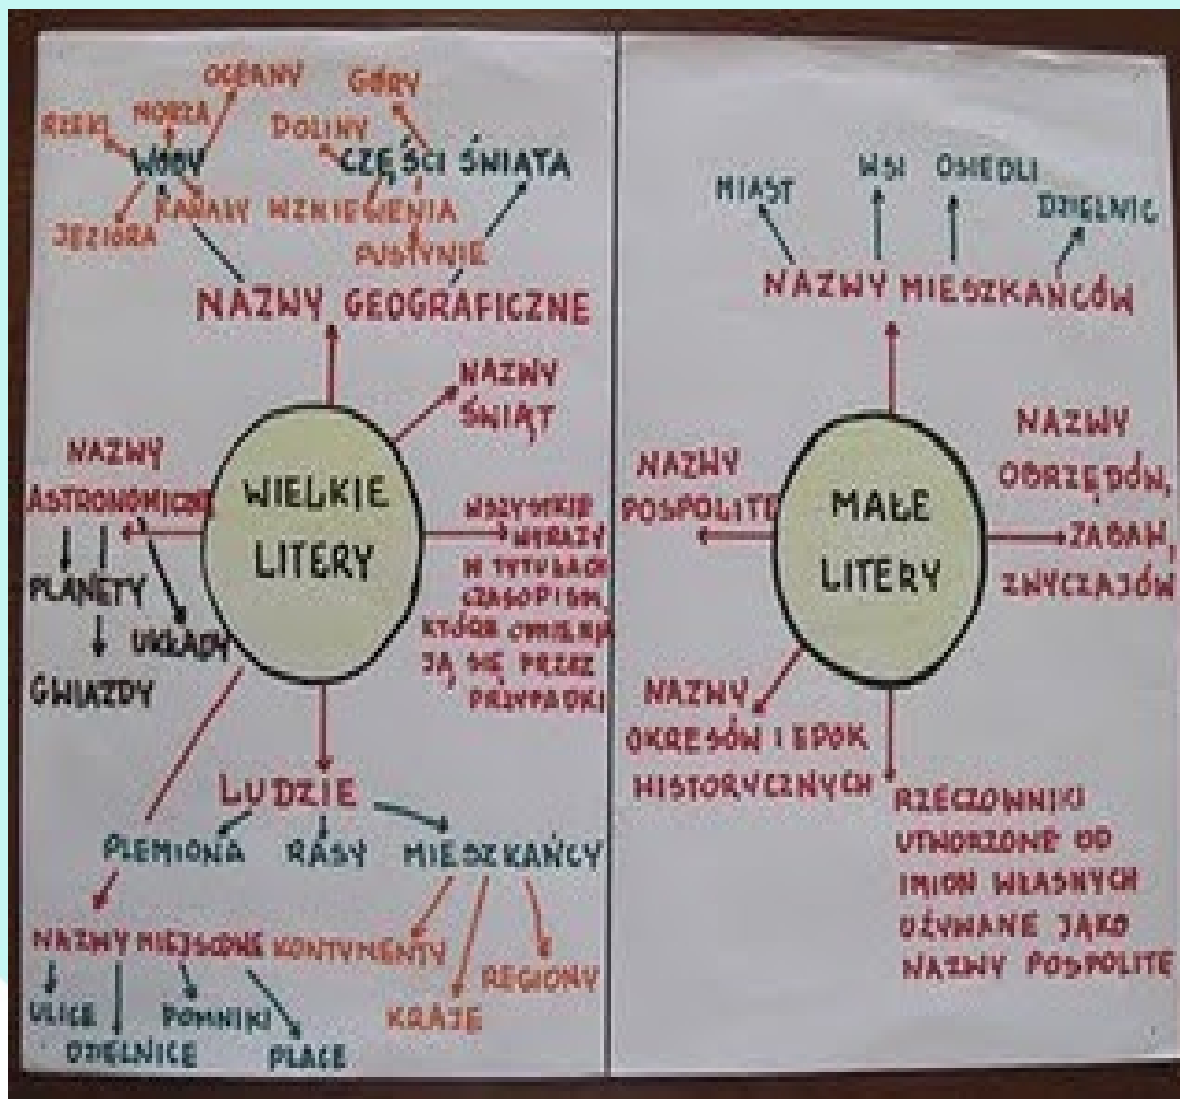 OCEANY GÓRY
RZEKI MORZA DOLINY
WODY CZĘŚCI ŚWIATA
KANAŁY WZNIEWENIA
JEZIORA PUSTYNIE
NAZWY GEOGRAFICZNE
NAZWY
ŚWIĄT
NAZWY
ASTRONOMICZNE
WIELKIE
LITERY
PLANETY
UKŁADY
GWIAZDY
WSZYSTKIE
WYRAZY
W TYTUŁACH
CZASOPISM,
KTÓRE ODMIENIA
JĄ SIĘ PRZEZ
PRZYPADKI
LUDZIE
PLEMIONA RASY MIESZKAŃCY
NAZWY MIEJSCOWE KONTYNENTY
REGIONY
ULICE POMNIKI KRAJE
DZIELNICE PLACE
MIAST WSI OSIEDLI
DZIELNIC
NAZWY MIESZKAŃCÓW
NAZWY
POSPOLITE
MAŁE
LITERY
NAZWY
OBRZĘDÓW,
ZABAW,
ZWYCZAJÓW
NAZWY
OKRESÓW I EPOK
HISTORYCZNYCH
RZECZOWNIKI
UTWORZONE OD
IMION WŁASNYCH
UŻYWANE JAKO
NAZWY POSPOLITE